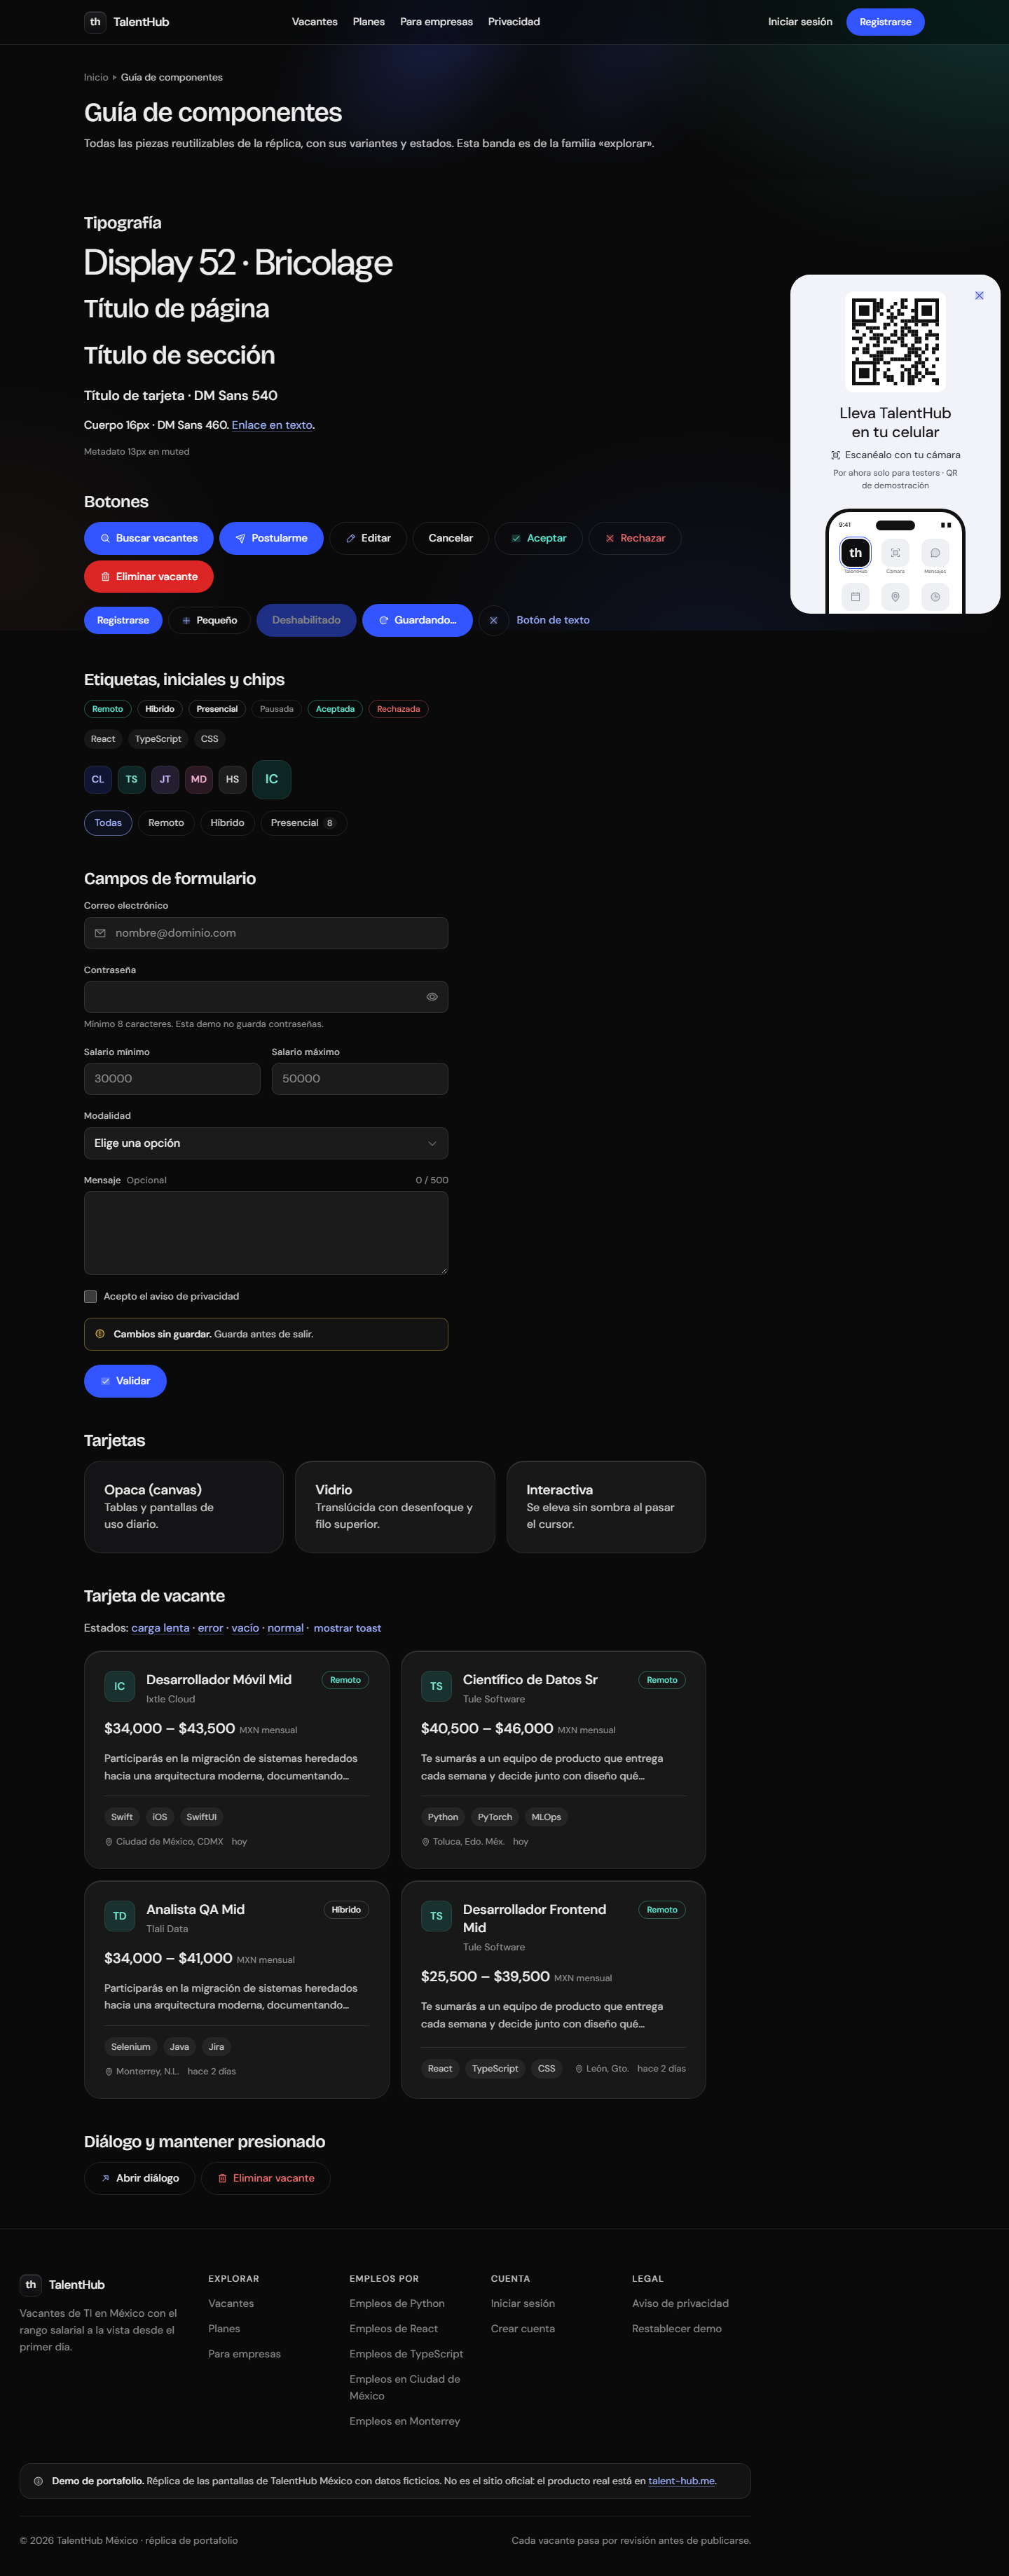 th TalentHub
Vacantes Planes Para empresas Privacidad
Iniciar sesión Registrarse
Inicio Guía de componentes
Guía de componentes
Todas las piezas reutilizables de la réplica, con sus variantes y estados. Esta banda es de la familia «explorar».
Tipografía
Display 52 · Bricolage
Título de página
Título de sección
Título de tarjeta · DM Sans 540
Cuerpo 16px · DM Sans 460. Enlace en texto.
Metadato 13px en muted
Lleva TalentHub
en tu celular
Escanéalo con tu cámara
Por ahora solo para testers · QR
de demostración
9:41
th
TalentHub Cámara Mensajes
Botones
Buscar vacantes Postularme Editar Cancelar Aceptar Rechazar
Eliminar vacante
Registrarse Pequeño Deshabilitado Guardando... Botón de texto
Etiquetas, iniciales y chips
Remoto Híbrido Presencial Pausada Aceptada Rechazada
React TypeScript CSS
CL TS JT MD HS IC
Todas Remoto Híbrido Presencial 8
Campos de formulario
Correo electrónico
nombre@dominio.com
Contraseña
Mínimo 8 caracteres. Esta demo no guarda contraseñas.
Salario mínimo Salario máximo
30000 50000
Modalidad
Elige una opción
Mensaje Opcional 0 / 500
Acepto el aviso de privacidad
Cambios sin guardar. Guarda antes de salir.
Validar
Tarjetas
Opaca (canvas)
Tablas y pantallas de
uso diario.
Vidrio
Translúcida con desenfoque y
filo superior.
Interactiva
Se eleva sin sombra al pasar
el cursor.
Tarjeta de vacante
Estados: carga lenta · error · vacío · normal · mostrar toast
IC Desarrollador Móvil Mid Remoto
Ixtle Cloud
$34,000 – $43,500 MXN mensual
Participarás en la migración de sistemas heredados
hacia una arquitectura moderna, documentando...
Swift iOS SwiftUI
Ciudad de México, CDMX hoy
TS Científico de Datos Sr Remoto
Tule Software
$40,500 – $46,000 MXN mensual
Te sumarás a un equipo de producto que entrega
cada semana y decide junto con diseño qué...
Python PyTorch MLOps
Toluca, Edo. Méx. hoy
TD Analista QA Mid Híbrido
Tlali Data
$34,000 – $41,000 MXN mensual
Participarás en la migración de sistemas heredados
hacia una arquitectura moderna, documentando...
Selenium Java Jira
Monterrey, N.L. hace 2 días
TS Desarrollador Frontend
Mid Remoto
Tule Software
$25,500 – $39,500 MXN mensual
Te sumarás a un equipo de producto que entrega
cada semana y decide junto con diseño qué...
React TypeScript CSS León, Gto. hace 2 días
Diálogo y mantener presionado
Abrir diálogo Eliminar vacante
th TalentHub
Vacantes de TI en México con el
rango salarial a la vista desde el
primer día.
EXPLORAR
Vacantes
Planes
Para empresas
EMPLEOS POR
Empleos de Python
Empleos de React
Empleos de TypeScript
Empleos en Ciudad de
México
Empleos en Monterrey
CUENTA
Iniciar sesión
Crear cuenta
LEGAL
Aviso de privacidad
Restablecer demo
Demo de portafolio. Réplica de las pantallas de TalentHub México con datos ficticios. No es el sitio oficial: el producto real está en talent-hub.me.
© 2026 TalentHub México · réplica de portafolio
Cada vacante pasa por revisión antes de publicarse.